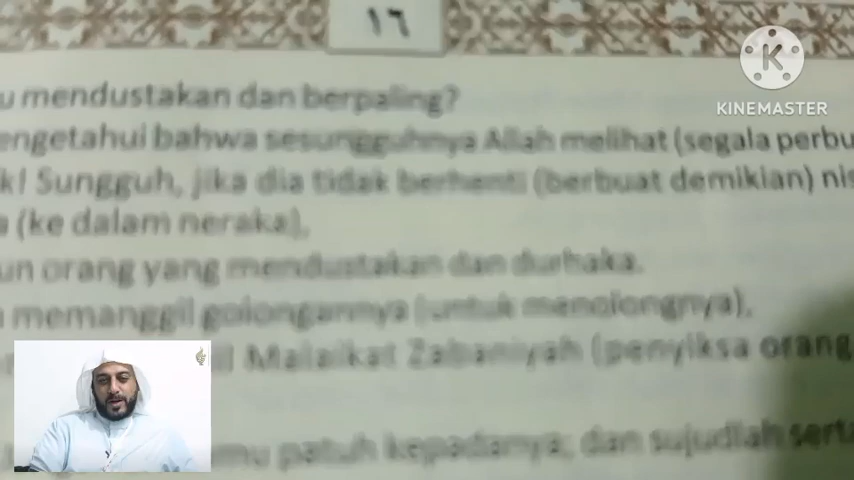 ١٦
KINEMASTER
u mendustakan dan berpaling?
engetahui bahwa sesungguhnya Allah melihat (segala perbu
k! Sungguh, jika dia tidak berhenti (berbuat demikian) nis
a (ke dalam neraka),
un orang yang mendustakan dan durhaka.
memanggil golongannya (untuk menolongnya),
Malaikat Zabaniyah (penyiksa orang
mu patuh kepadanya; dan sujudlah serta